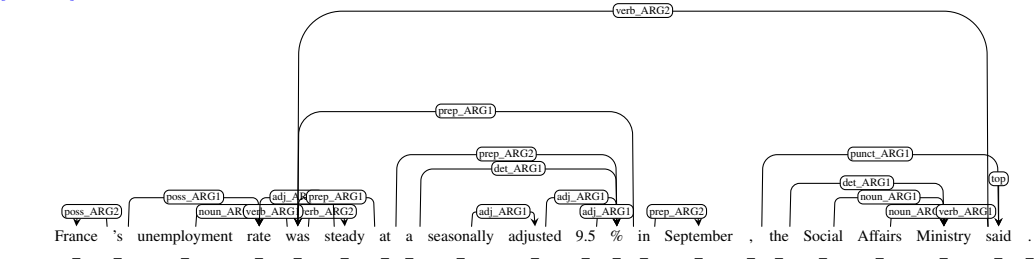 verb_ARG2
prep_ARG1
prep_ARG2 punct_ARG1
det_ARG1
top
det_ARG1
poss_ARG1 prep_ARG1 adj_ARG1 noun_ARG1
poss_ARG2 verb_ARG1 adj_ARG1 adj_ARG1 prep_ARG2 verb_ARG1
France 's unemployment rate was steady at a seasonally adjusted 9.5 % in September , the Social Affairs Ministry said .